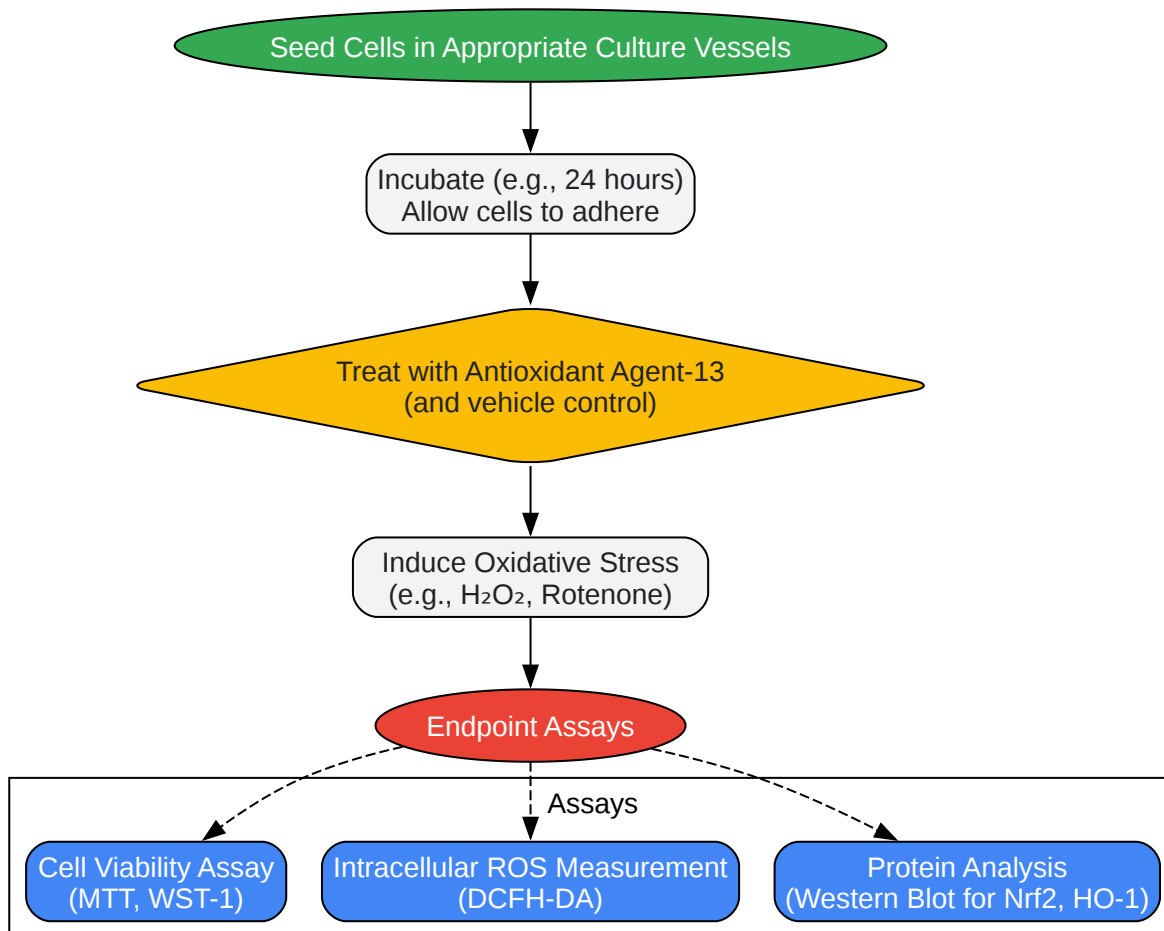 Seed Cells in Appropriate Culture Vessels
Incubate (e.g., 24 hours)
Allow cells to adhere
Treat with Antioxidant Agent-13
(and vehicle control)
Induce Oxidative Stress
(e.g., H₂O₂, Rotenone)
Endpoint Assays
Assays
Cell Viability Assay
(MTT, WST-1)
Intracellular ROS Measurement
(DCFH-DA)
Protein Analysis
(Western Blot for Nrf2, HO-1)